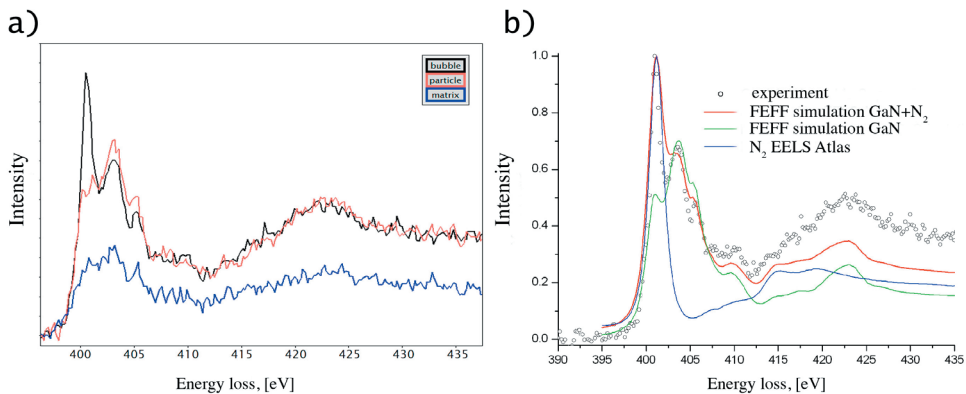 a)
bubble
particle
matrix
Intensity
400 405 410 415 420 425 430 435
Energy loss, [eV]
b)
1.0
0.8
0.6
0.4
0.2
0.0
Intensity
experiment
FEFF simulation GaN+N₂
FEFF simulation GaN
N₂ EELS Atlas
390 395 400 405 410 415 420 425 430 435
Energy loss, [eV]